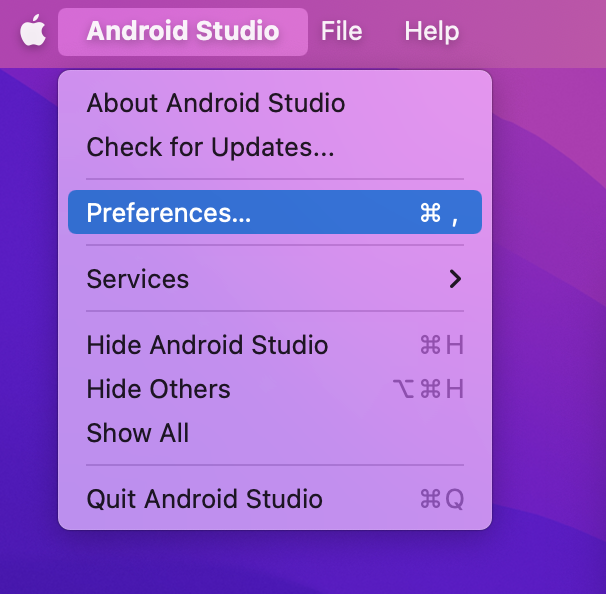 Android Studio File Help
About Android Studio
Check for Updates...
Preferences... ⌘ ,
Services
Hide Android Studio ⌘H
Hide Others ⌥⌘H
Show All
Quit Android Studio ⌘Q